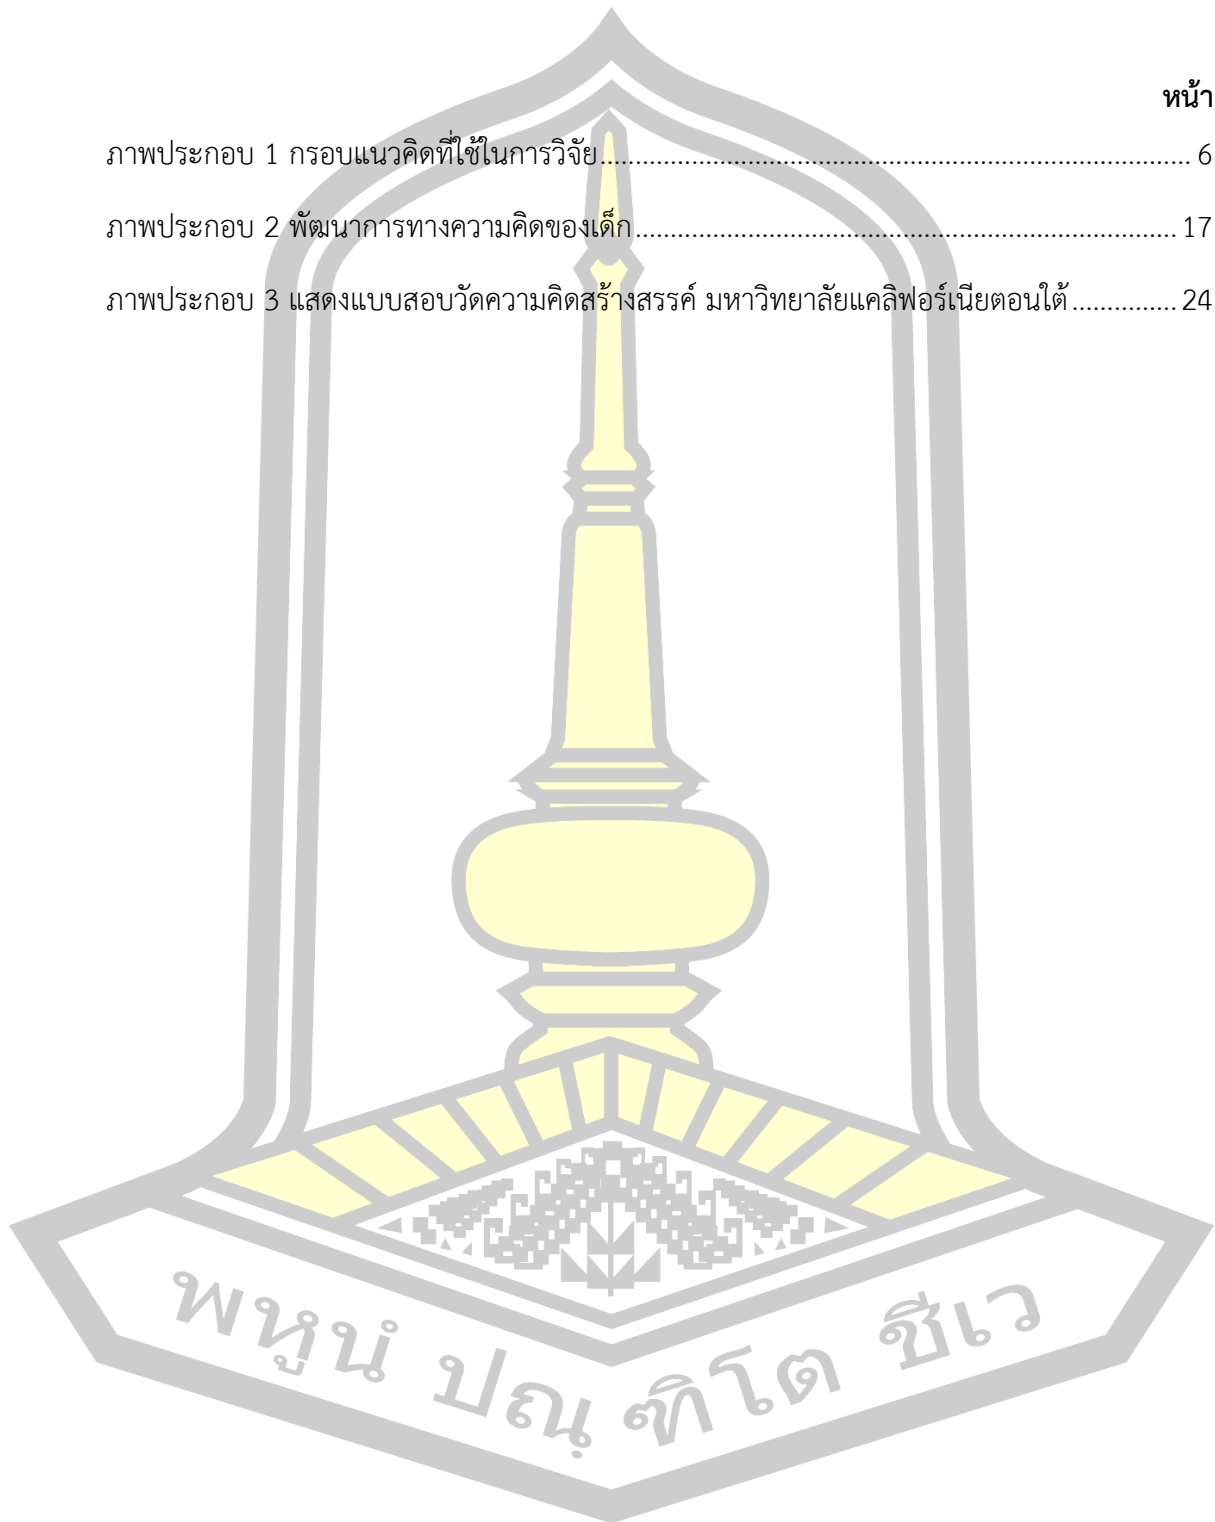 หน้า
ภาพประกอบ 1 กรอบแนวคิดที่ใช้ในการวิจัย.................................................................................... 6
ภาพประกอบ 2 พัฒนาการทางความคิดของเด็ก............................................................................. 17
ภาพประกอบ 3 แสดงแบบสอบวัดความคิดสร้างสรรค์ มหาวิทยาลัยแคลิฟอร์เนียตอนใต้............... 24
พหูนํ ปณฺฑิโต ชีเว